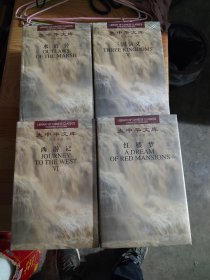 LIBRARY OF CHINESE CLASSICS
大中华文库
水浒传
OUTLAWS
OF THE MARSH
LIBRARY OF CHINESE CLASSICS
大中华文库
三国演义
THREE KINGDOMS
LIBRARY OF CHINESE CLASSICS
大中华文库
西游记
JOURNEY
TO THE WEST
VI
LIBRARY OF CHINESE CLASSICS
大中华文库
红楼梦
A DREAM
OF RED MANSIONS